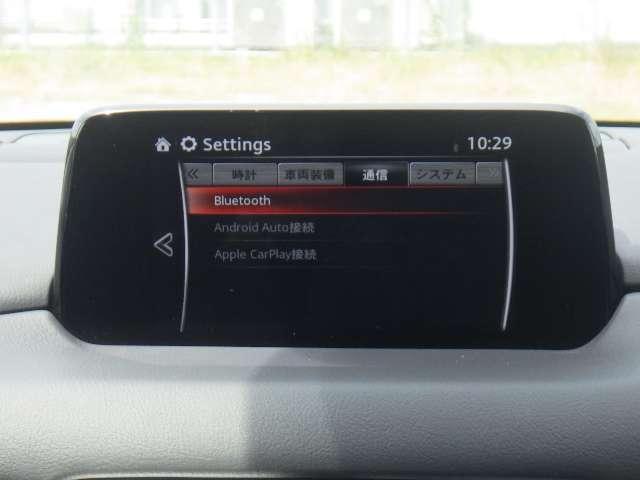 Settings 10:29
時計 車両装備 通信 システム
Bluetooth
Android Auto接続
Apple CarPlay接続